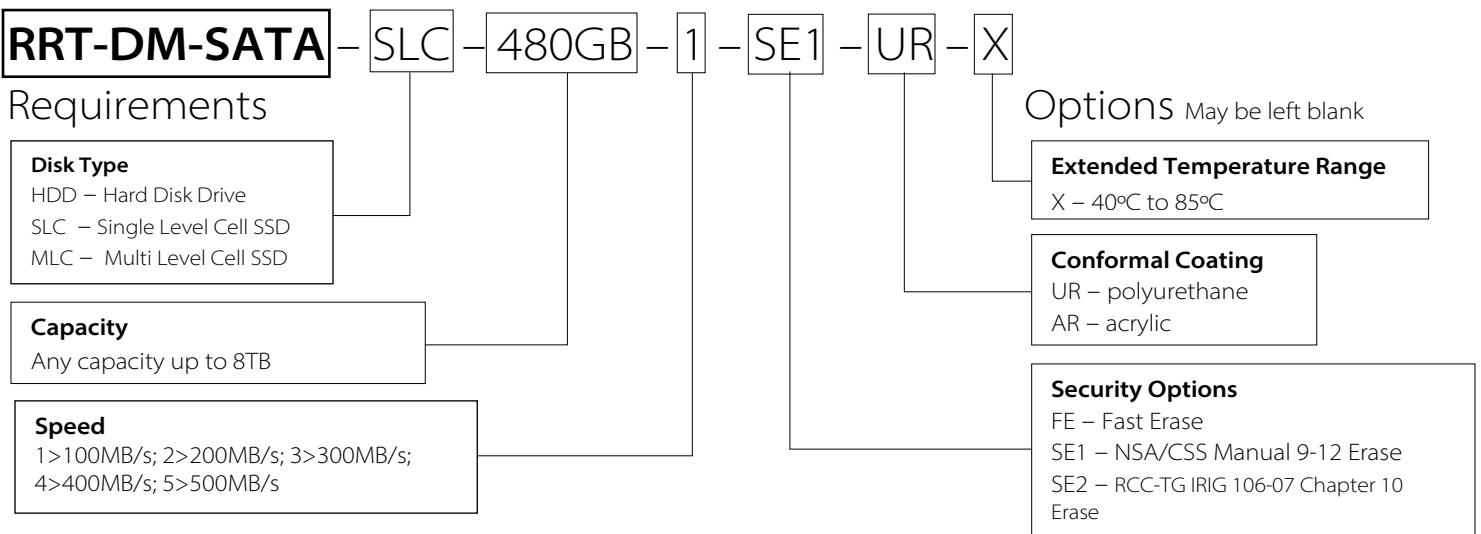 RRT-DM-SATA – SLC – 480GB – 1 – SE1 – UR – X
Requirements
Disk Type
HDD – Hard Disk Drive
SLC – Single Level Cell SSD
MLC – Multi Level Cell SSD
Capacity
Any capacity up to 8TB
Speed
1>100MB/s; 2>200MB/s; 3>300MB/s;
4>400MB/s; 5>500MB/s
Options May be left blank
Extended Temperature Range
X – 40ºC to 85ºC
Conformal Coating
UR – polyurethane
AR – acrylic
Security Options
FE – Fast Erase
SE1 – NSA/CSS Manual 9-12 Erase
SE2 – RCC-TG IRIG 106-07 Chapter 10
Erase